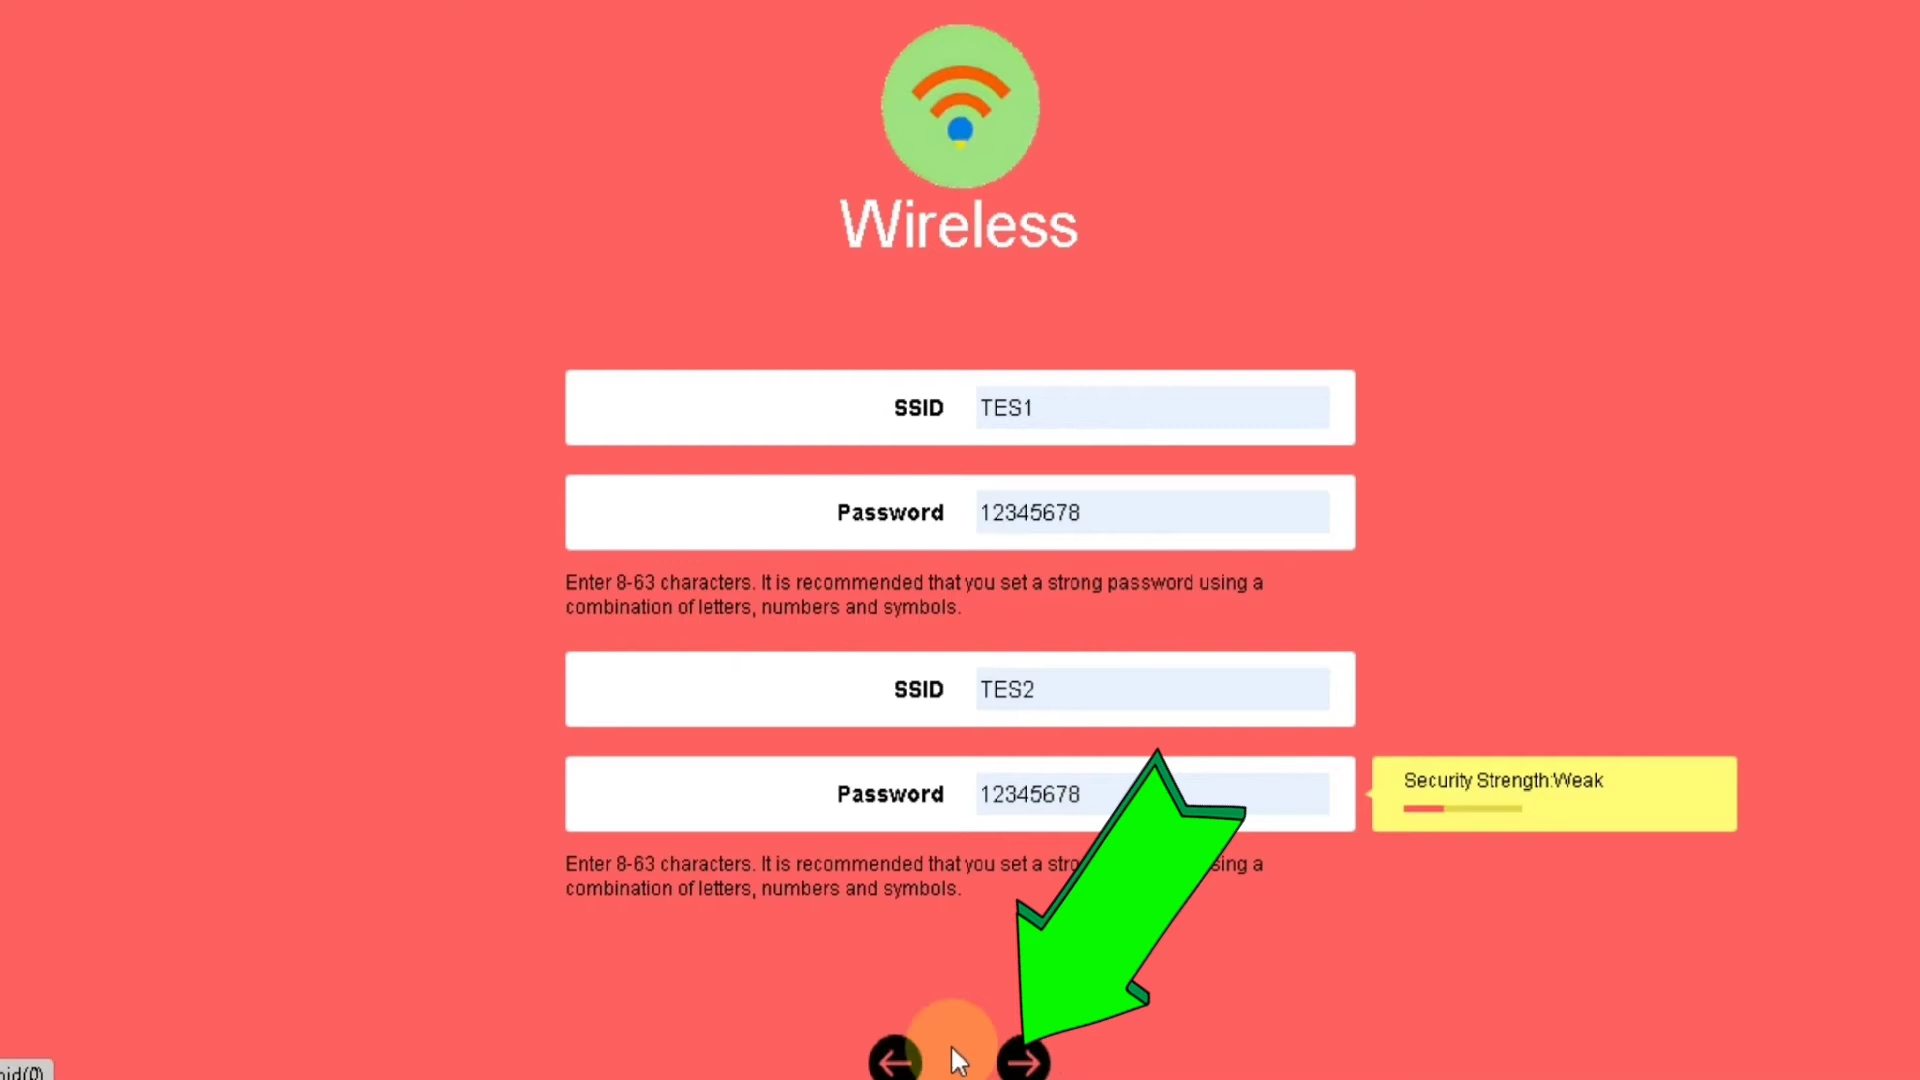 Wireless
SSID TES1
Password 12345678
Enter 8-63 characters. It is recommended that you set a strong password using a
combination of letters, numbers and symbols.
SSID TES2
Password 12345678
Security Strength:Weak
Enter 8-63 characters. It is recommended that you set a stro sing a
combination of letters, numbers and symbols.
oid(0)